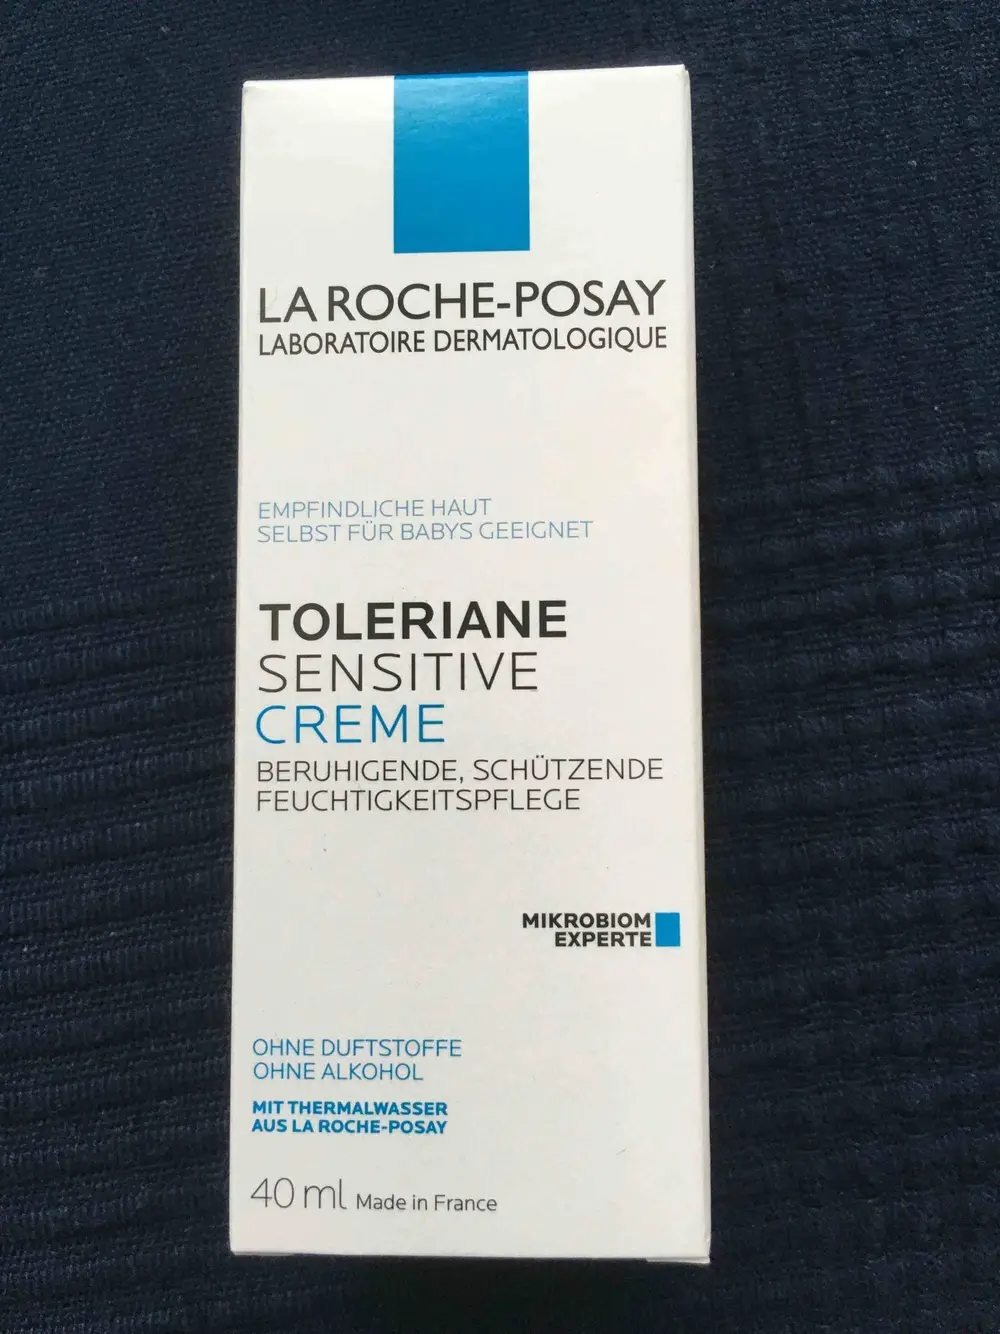 LA ROCHE-POSAY
LABORATOIRE DERMATOLOGIQUE
EMPFINDLICHE HAUT
SELBST FÜR BABYS GEEIGNET
TOLERIANE
SENSITIVE
CREME
BERUHIGENDE, SCHÜTZENDE
FEUCHTIGKEITSPFLEGE
MIKROBIOM
EXPERTE
OHNE DUFTSTOFFE
OHNE ALKOHOL
MIT THERMALWASSER
AUS LA ROCHE-POSAY
40 ml Made in France